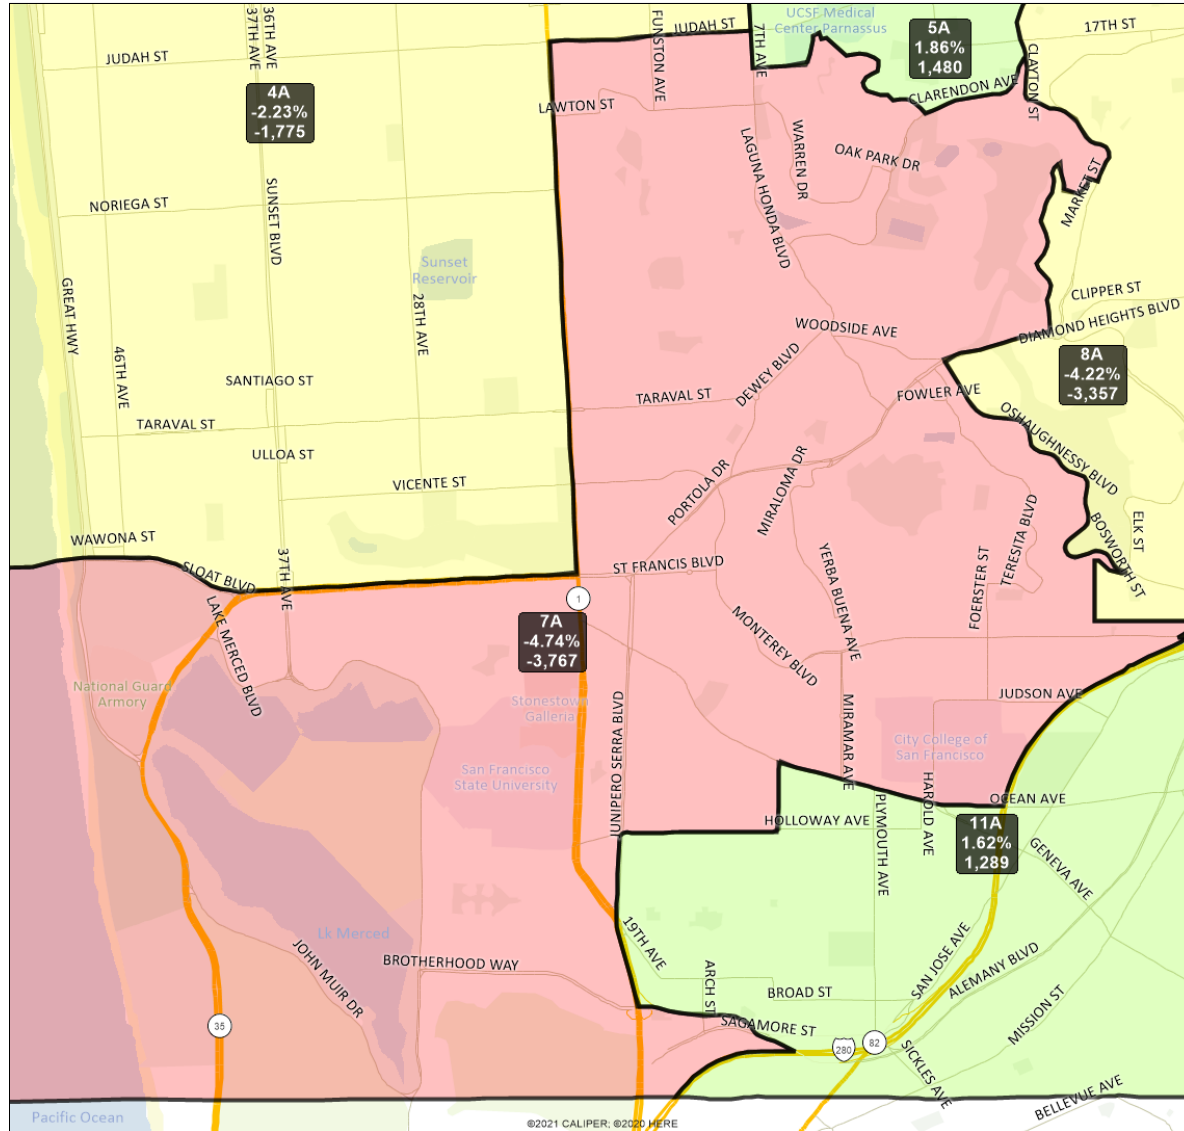 37TH AVE
36TH AVE
FUNSTON AVE
JUDAH ST
7TH AVE
UCSF Medical
Center Parnassus
5A
1.86%
1,480
17TH ST
CLAYTON ST
JUDAH ST
4A
-2.23%
-1,775
LAWTON ST
CLARENDON AVE
LAGUNA HONDA BLVD
WARREN DR
OAK PARK DR
MARKET ST
NORIEGA ST
SUNSET BLVD
Sunset
Reservoir
GREAT HWY
28TH AVE
CLIPPER ST
DIAMOND HEIGHTS BLVD
WOODSIDE AVE
46TH AVE
SANTIAGO ST
8A
-4.22%
-3,357
DEWEY BLVD
TARAVAL ST
FOWLER AVE
TARAVAL ST
OSHAUGHNESSY BLVD
ULLOA ST
MIRALOMA DR
PORTOLA DR
VICENTE ST
TERESITA BLVD
ELK ST
BOSWORTH ST
WAWONA ST
37TH AVE
SLOAT BLVD
ST FRANCIS BLVD
YERBA BUENA AVE
FOERSTER ST
1
LAKE MERCED BLVD
7A
-4.74%
-3,767
MONTEREY BLVD
National Guard
Armory
Stonestown
Galleria
JUNIPERO SERRA BLVD
MIRAMAR AVE
JUDSON AVE
City College of
San Francisco
San Francisco
State University
PLYMOUTH AVE
HAROLD AVE
OCEAN AVE
HOLLOWAY AVE
11A
1.62%
1,289
GENEVA AVE
Lk Merced
19TH AVE
JOHN MUIR DR
BROTHERHOOD WAY
ARCH ST
BROAD ST
SAN JOSE AVE
ALEMANY BLVD
MISSION ST
35
SAGAMORE ST
280
82
SICKLES AVE
BELLEVUE AVE
Pacific Ocean
©2021 CALIPER; ©2020 HERE